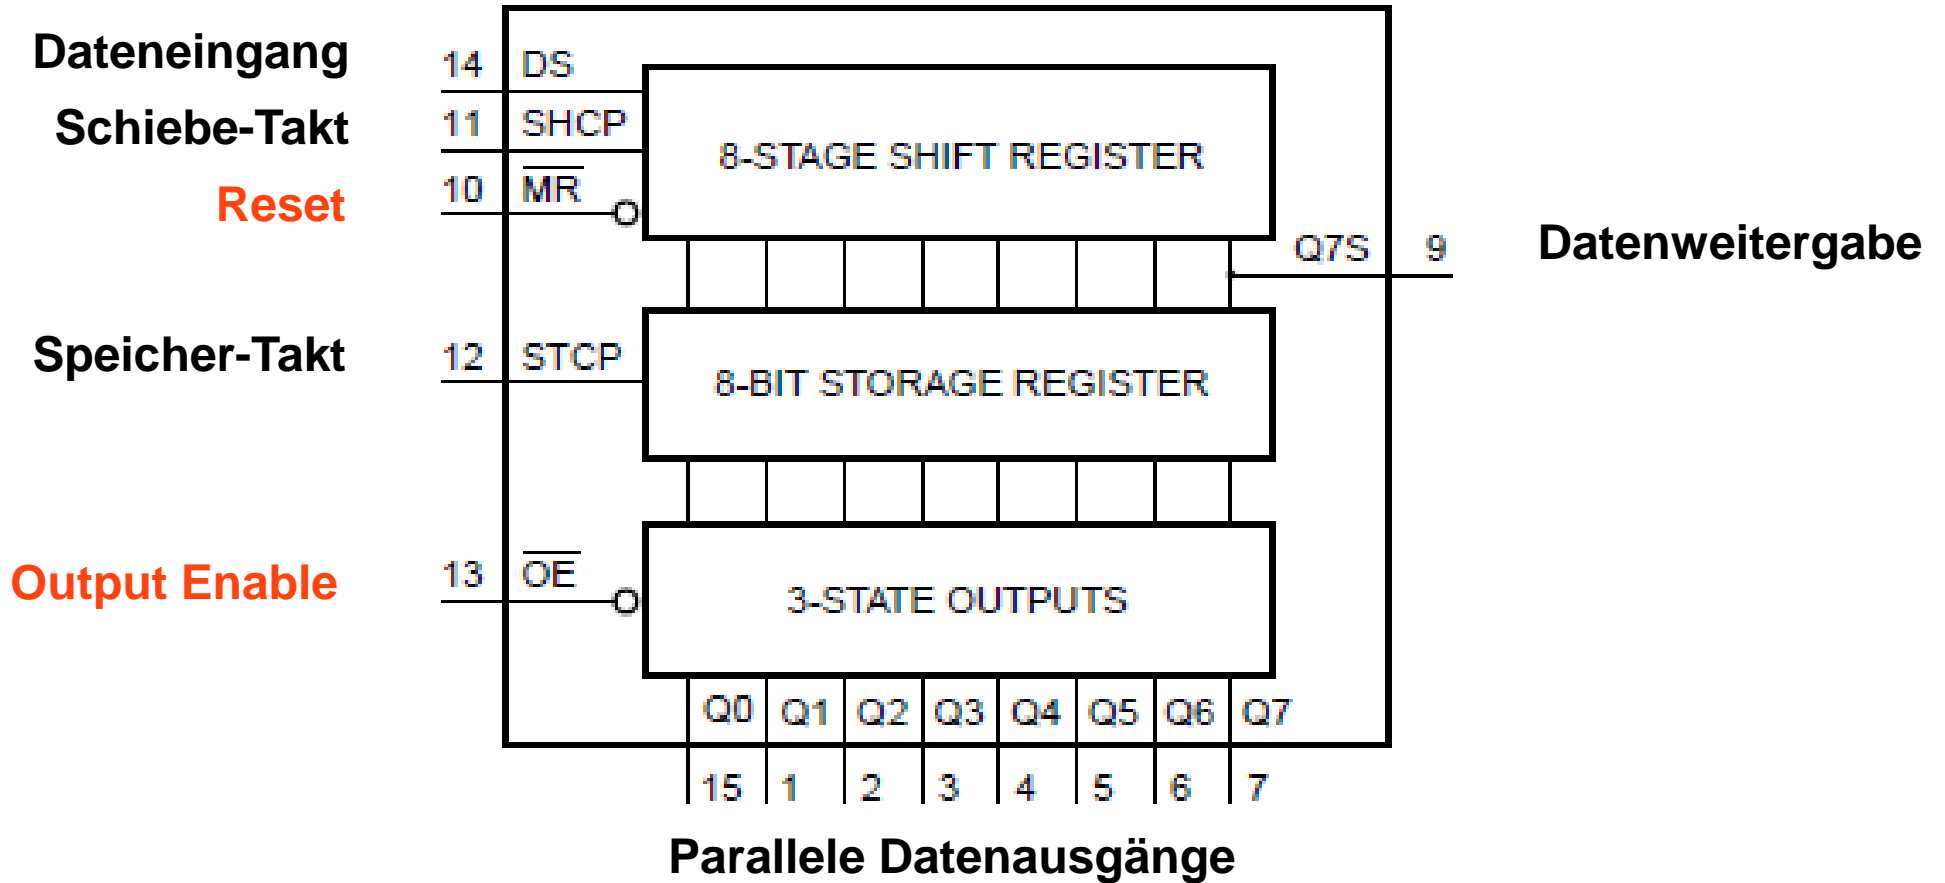 Dateneingang 14 DS
Schiebe-Takt 11 SHCP
8-STAGE SHIFT REGISTER
Reset 10 MR
Q7S 9 Datenweitergabe
Speicher-Takt 12 STCP
8-BIT STORAGE REGISTER
Output Enable 13 OE
3-STATE OUTPUTS
Q0 Q1 Q2 Q3 Q4 Q5 Q6 Q7
15 1 2 3 4 5 6 7
Parallele Datenausgänge